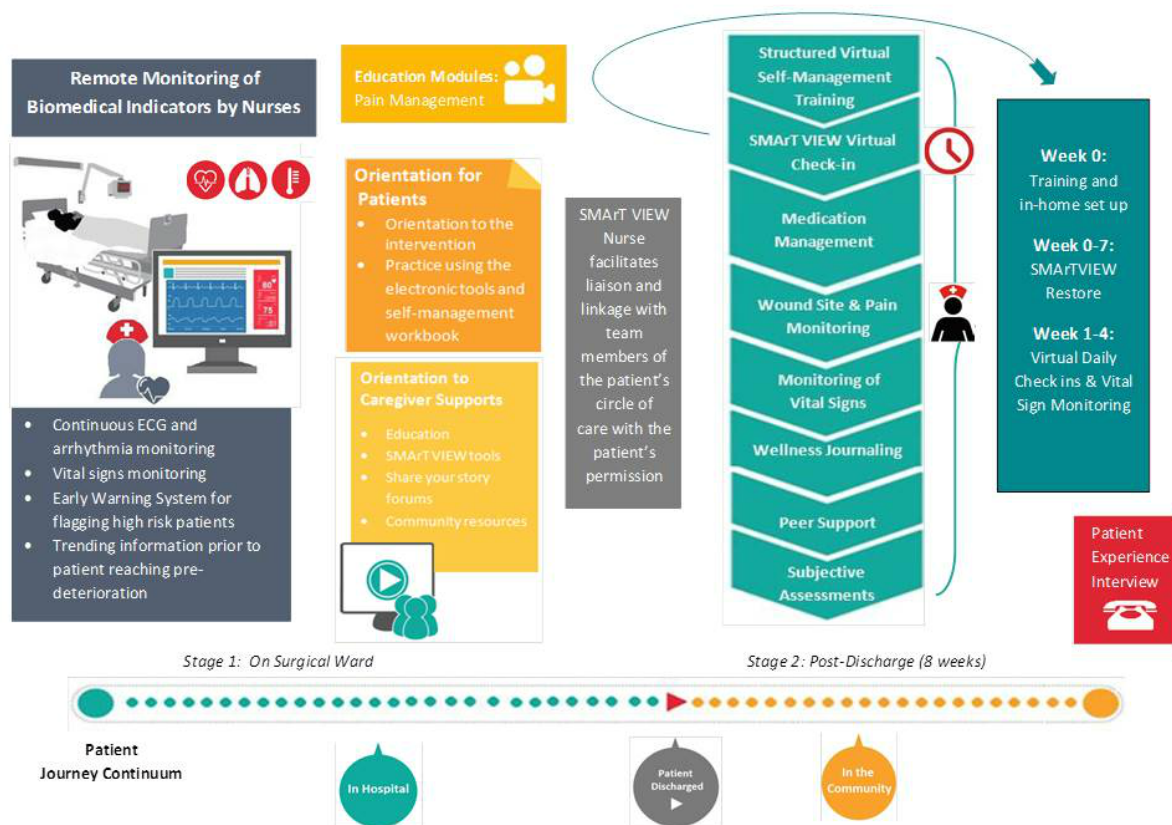 Remote Monitoring of
Biomedical Indicators by Nurses
80
75
• Continuous ECG and
arrhythmia monitoring
• Vital signs monitoring
• Early Warning System for
flagging high risk patients
• Trending information prior to
patient reaching pre-
deterioration
Education Modules:
Pain Management
Orientation for
Patients
• Orientation to the
intervention
• Practice using the
electronic tools and
self-management
workbook
Orientation to
Caregiver Supports
• Education
• SMArT VIEW tools
• Share your story
forums
• Community resources
SMArT VIEW
Nurse
facilitates
liaison and
linkage with
team
members of
the patient's
circle of
care with the
patient's
permission
Structured Virtual
Self-Management
Training
SMArT VIEW Virtual
Check-in
Medication
Management
Wound Site & Pain
Monitoring
Monitoring of
Vital Signs
Wellness Journaling
Peer Support
Subjective
Assessments
Week 0:
Training and
in-home set up
Week 0-7:
SMArTVIEW
Restore
Week 1-4:
Virtual Daily
Check ins & Vital
Sign Monitoring
Patient
Experience
Interview
Stage 1: On Surgical Ward
Stage 2: Post-Discharge (8 weeks)
Patient
Journey Continuum
In Hospital
Patient
Discharged
In the
Community